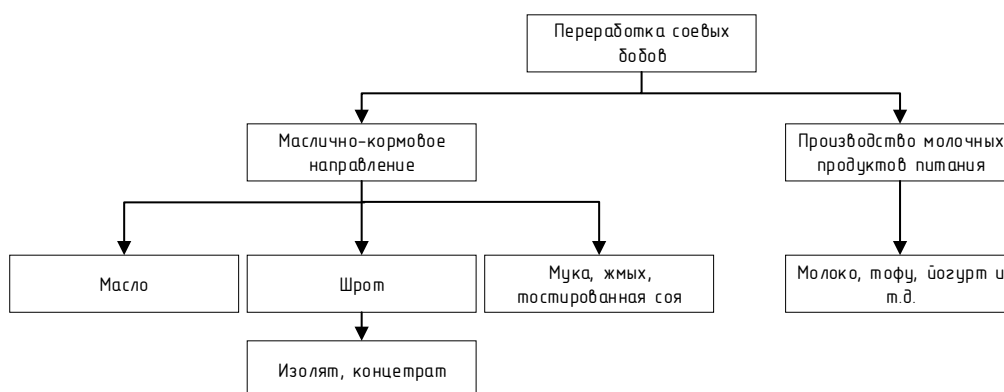 Переработка соевых
бобов
Маслично-кормовое
направление
Производство молочных
продуктов питания
Масло
Шрот
Мука, жмых,
тостированная соя
Молоко, тофу, йогурт и
т.д.
Изолят, концетрат